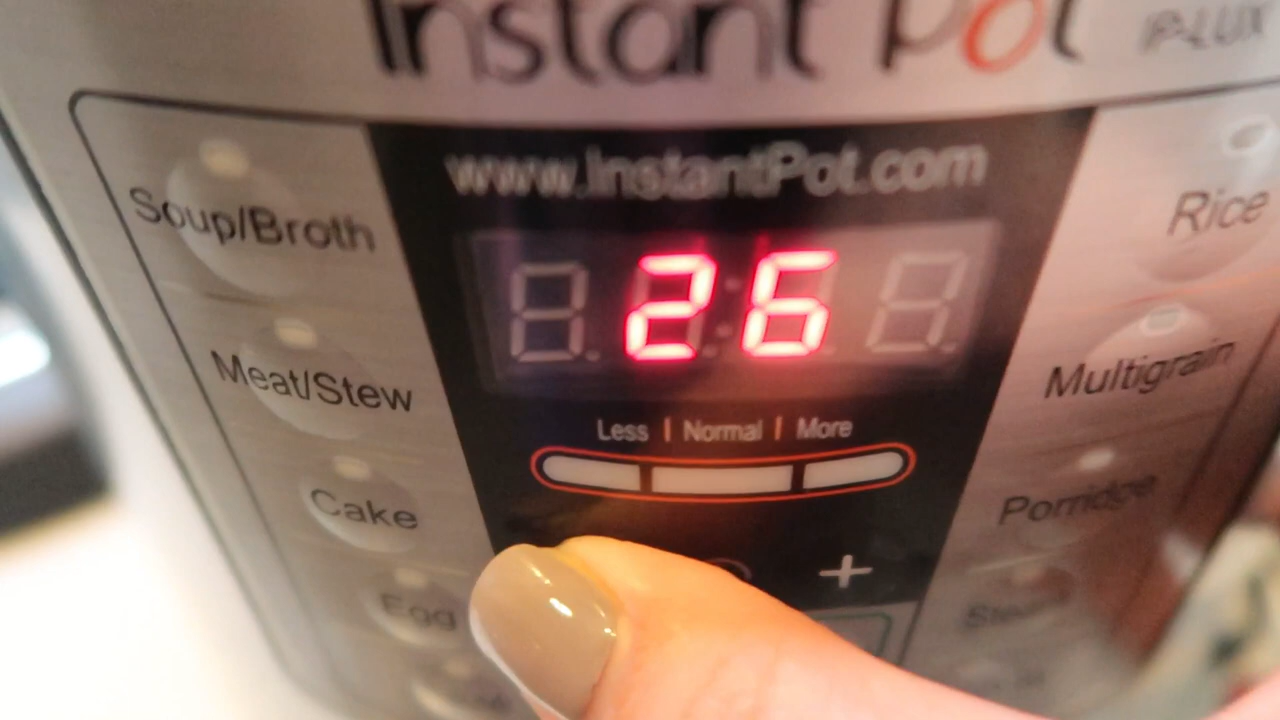 Instant Pot
IP-LUX
www.InstantPot.com
Soup/Broth
26
Rice
Meat/Stew
Less | Normal | More
Multigrain
Cake
Porridge
+
Egg